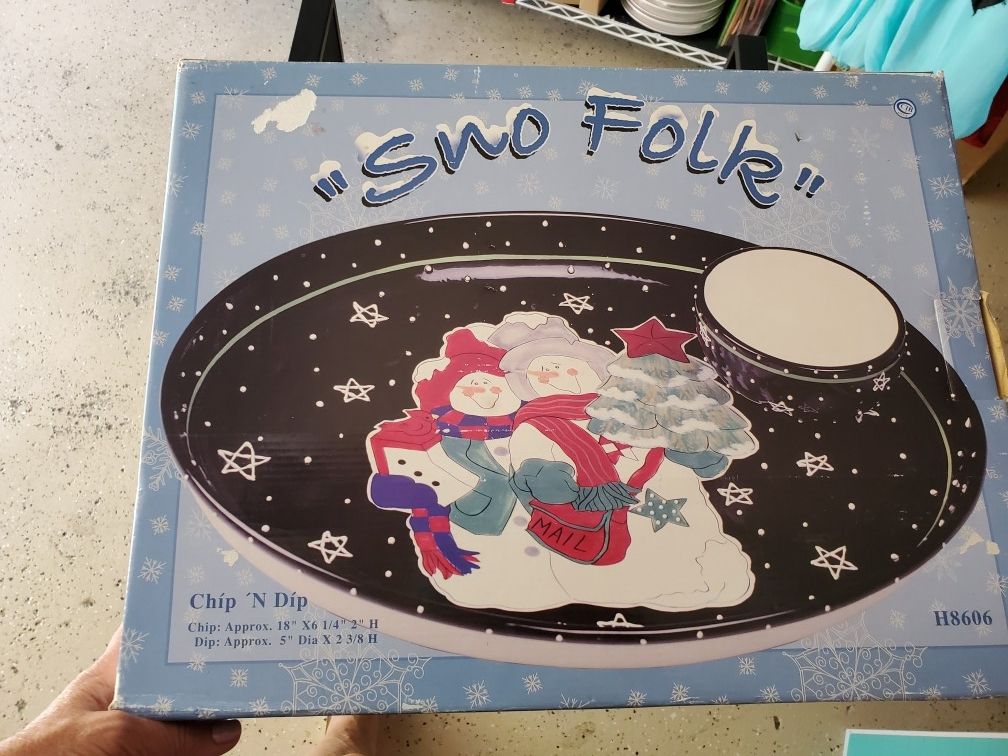 "Sno Folk"
MAIL
Chip ´N Dip
Chip: Approx. 18" X6 1/4" 2" H
Dip: Approx. 5" Dia X 2 3/8 H
H8606